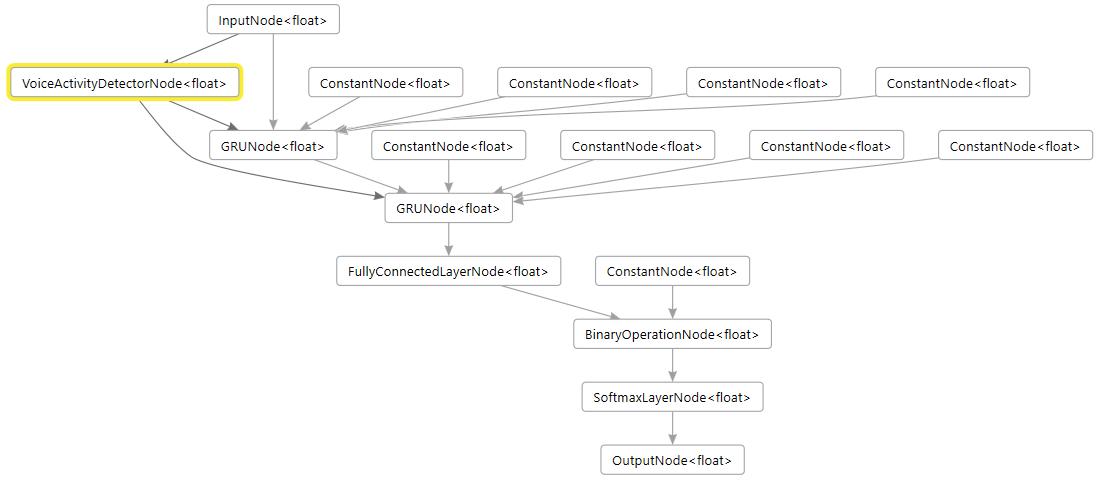 InputNode<float>
VoiceActivityDetectorNode<float>
ConstantNode<float>
ConstantNode<float>
ConstantNode<float>
ConstantNode<float>
GRUNode<float>
ConstantNode<float>
ConstantNode<float>
ConstantNode<float>
ConstantNode<float>
GRUNode<float>
FullyConnectedLayerNode<float>
ConstantNode<float>
BinaryOperationNode<float>
SoftmaxLayerNode<float>
OutputNode<float>